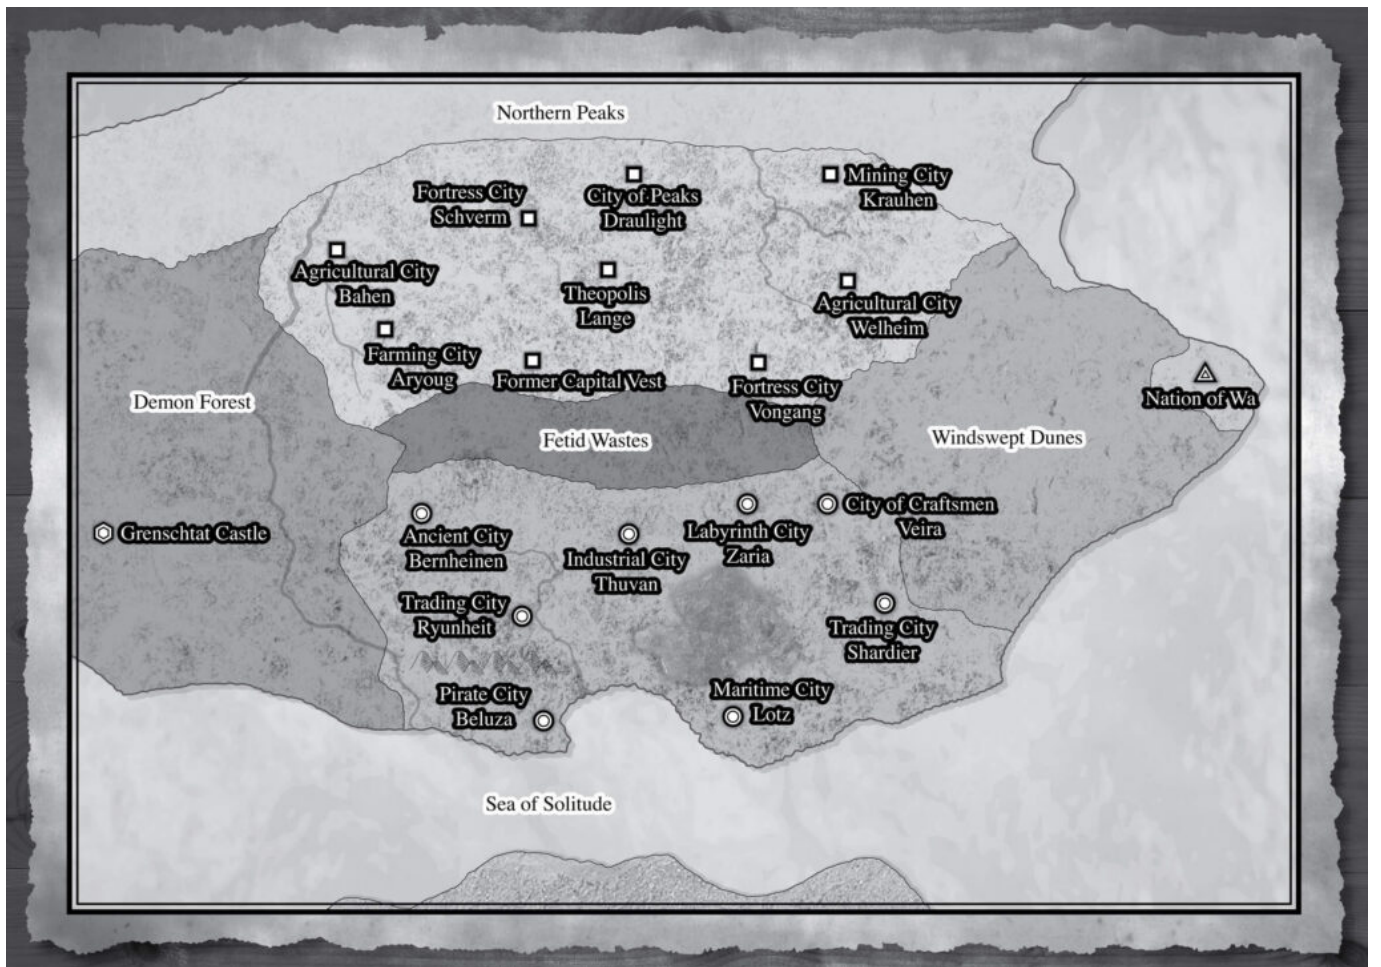 Northern Peaks
Fortress City
Schverm
City of Peaks
Draulight
Mining City
Krauhen
Agricultural City
Bahen
Theopolis
Lange
Agricultural City
Welheim
Farming City
Aryoug
Former Capital Vest
Fortress City
Vongang
Nation of Wa
Demon Forest
Fetid Wastes
Windswept Dunes
Grenschtat Castle
Ancient City
Bernheinen
Industrial City
Thuvan
Labyrinth City
Zaria
City of Craftsmen
Veira
Trading City
Ryunheit
Trading City
Shardier
Pirate City
Beluza
Maritime City
Lotz
Sea of Solitude